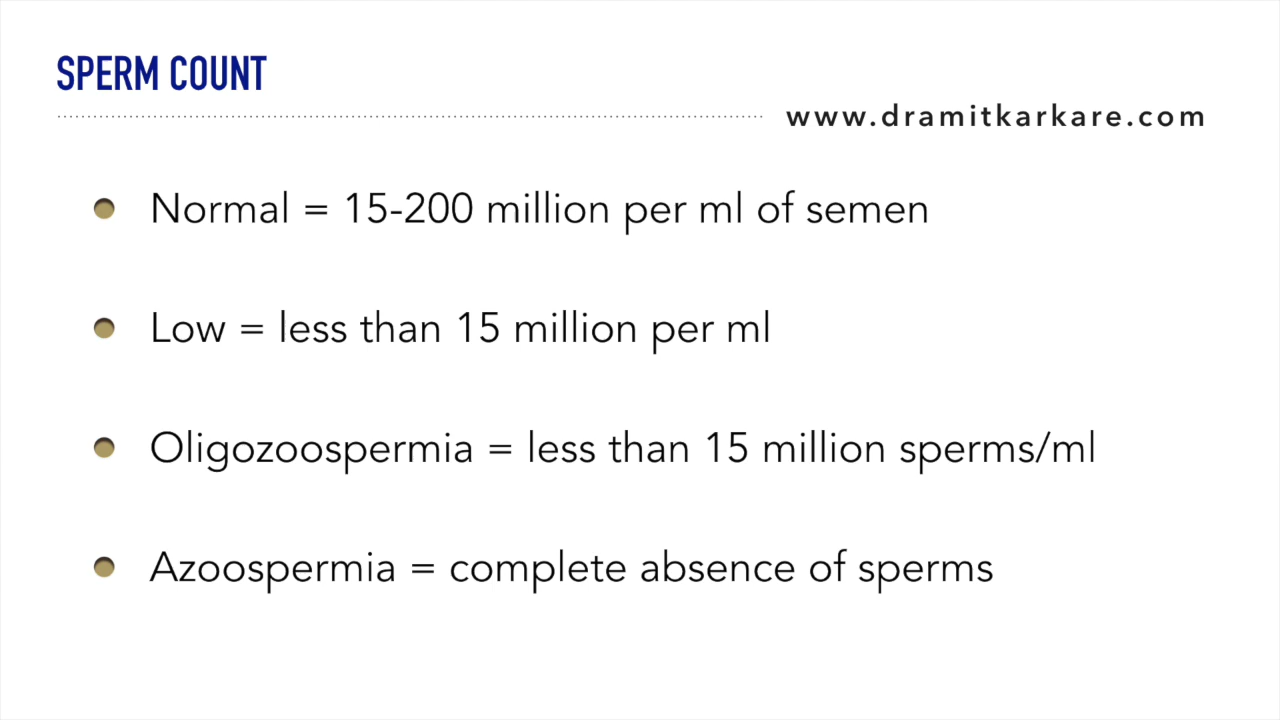 SPERM COUNT
www.dramitkarkare.com
Normal = 15-200 million per ml of semen
Low = less than 15 million per ml
Oligozoospermia = less than 15 million sperms/ml
Azoospermia = complete absence of sperms